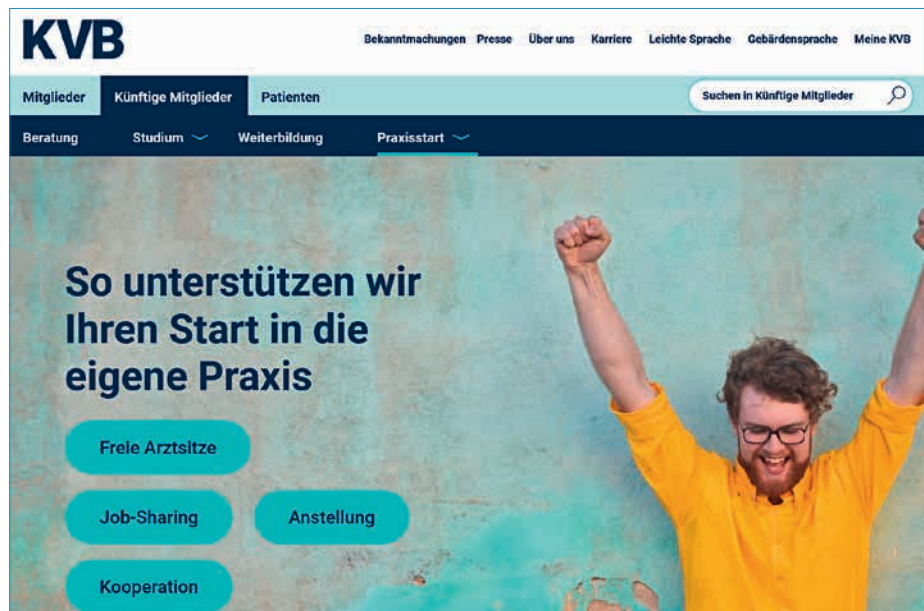 KVB
Bekanntmachungen Presse Über uns Karriere Leichte Sprache Gebärdensprache Meine KVB
Mitglieder Künftige Mitglieder Patienten Suchen in Künftige Mitglieder
Beratung Studium Weiterbildung Praxisstart
So unterstützen wir
Ihren Start in die
eigene Praxis
Freie Arztsitze
Job-Sharing Anstellung
Kooperation